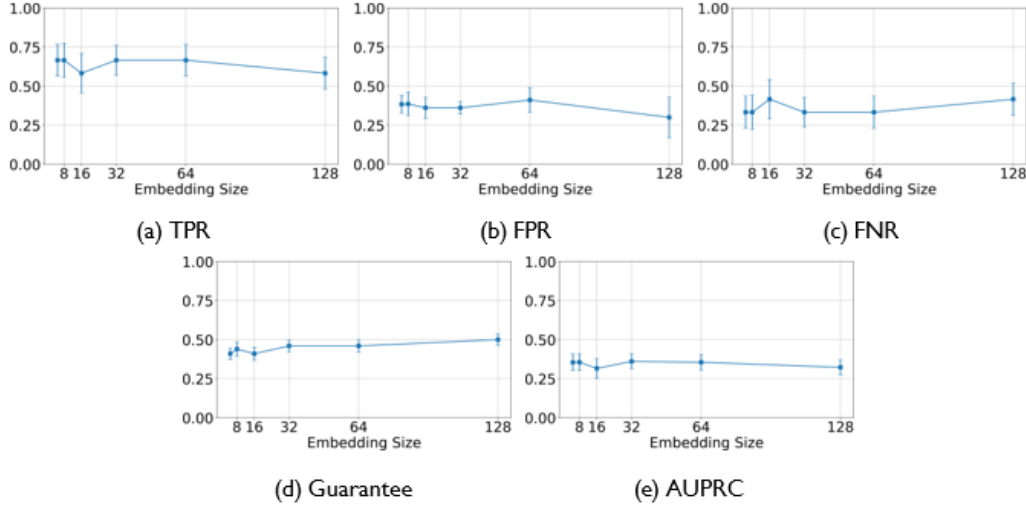 1.00
0.75
0.50
0.25
0.00
8 16 32 64 128
Embedding Size
(a) TPR
1.00
0.75
0.50
0.25
0.00
8 16 32 64 128
Embedding Size
(b) FPR
1.00
0.75
0.50
0.25
0.00
8 16 32 64 128
Embedding Size
(c) FNR
1.00
0.75
0.50
0.25
0.00
8 16 32 64 128
Embedding Size
(d) Guarantee
1.00
0.75
0.50
0.25
0.00
8 16 32 64 128
Embedding Size
(e) AUPRC